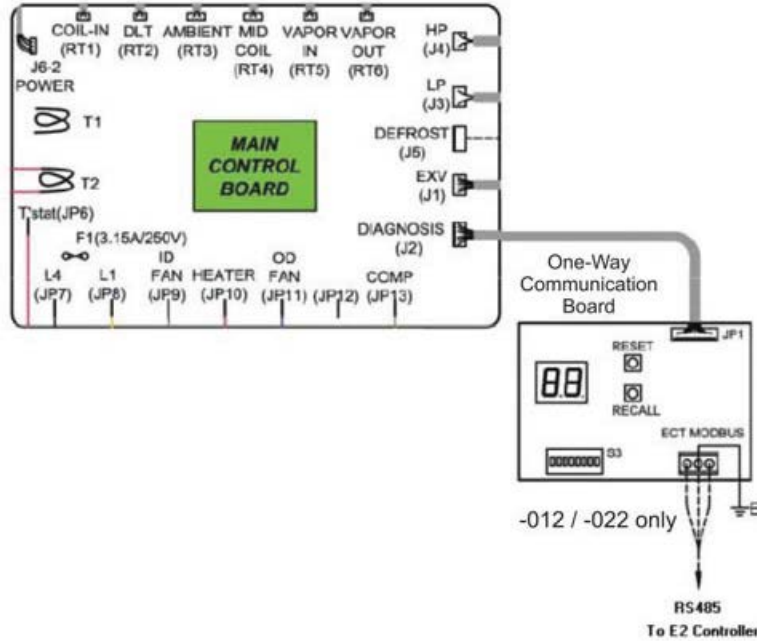 COIL-IN
(RT1)
DLT
(RT2)
AMBIENT
(RT3)
MID
COIL
(RT4)
VAPOR
IN
(RT5)
VAPOR
OUT
(RT6)
HP
(J4)
J6-2
POWER
LP
(J3)
T1
MAIN
CONTROL
BOARD
DEFROST
(J5)
T2
EXV
(J1)
T'stat(JP6)
DIAGNOSIS
(J2)
F1(3.15A/250V)
L4
(JP7)
L1
(JP8)
ID
FAN
(JP9)
HEATER
(JP10)
OD
FAN
(JP11)
(JP12)
COMP
(JP13)
One-Way
Communication
Board
JP1
RESET
88
RECALL
ECT MODBUS
S3
-012 / -022 only
E
RS485
To E2 Controller